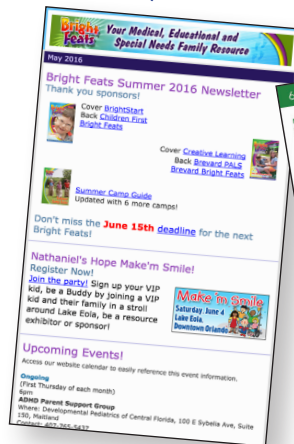 Bright Feats
Your Medical, Educational and
Special Needs Family Resource
May 2016
Bright Feats Summer 2016 Newsletter
Thank you sponsors!
Cover BrightStart
Back Children First
Bright Feats
Cover Creative Learning
Back Brevard PALS
Brevard Bright Feats
Summer Camp Guide
Updated with 6 more camps!
Don't miss the June 15th deadline for the next
Bright Feats!
Nathaniel's Hope Make'm Smile!
Register Now!
Join the party! Sign up your VIP
kid, be a Buddy by joining a VIP
kid and their family in a stroll
around Lake Eola, be a resource
exhibitor or sponsor!
Make 'm Smile
Saturday, June 4
Lake Eola,
Downtown Orlando
Upcoming Events!
Access our website calendar to easily reference this event information.
Ongoing
(First Thursday of each month)
6pm
ADHD Parent Support Group
Where: Developmental Pediatrics of Central Florida, 100 E Sybelia Ave, Suite
150, Maitland
Contact: 407-265-5437